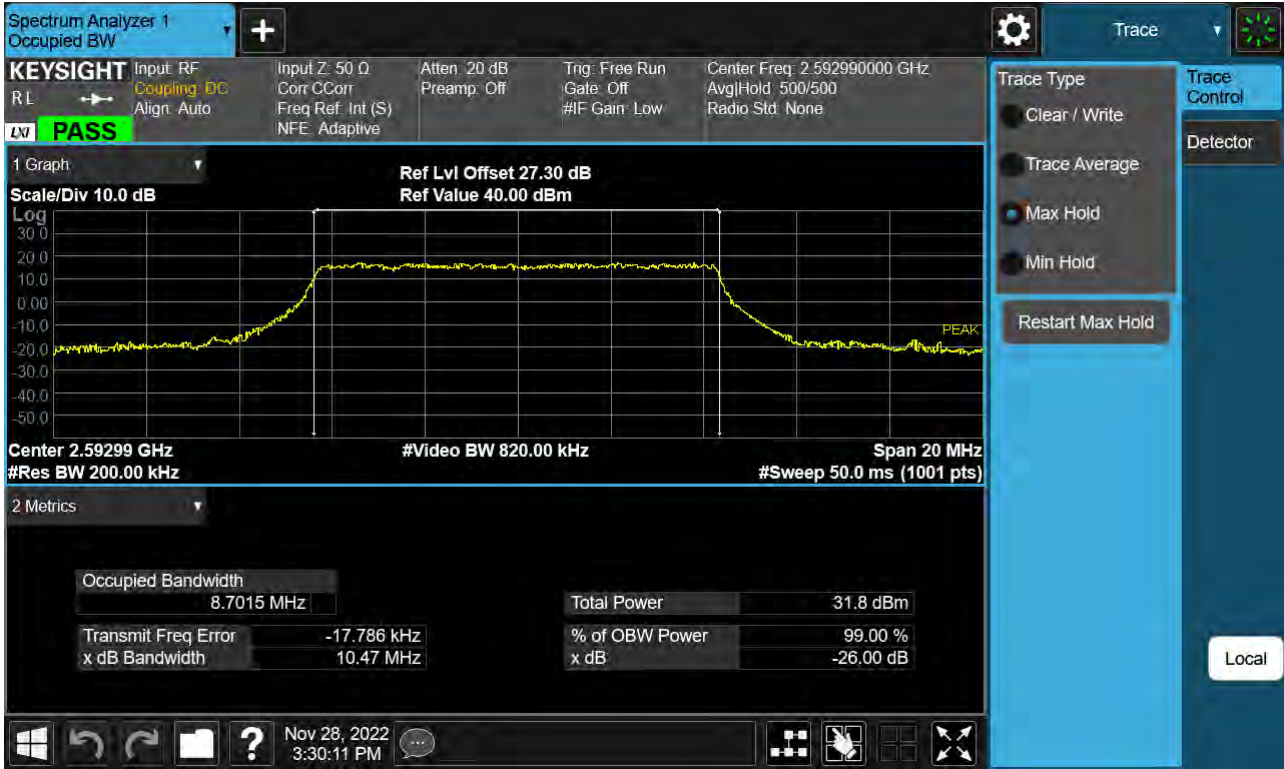 Spectrum Analyzer 1
Occupied BW
+
Trace
KEYSIGHT
RL
LXI
PASS
Input: RF
Coupling: DC
Align: Auto
Input Z: 50 Ω
Corr CCorr
Freq Ref: Int (S)
NFE: Adaptive
Atten: 20 dB
Preamp: Off
Trig: Free Run
Gate: Off
#IF Gain: Low
Center Freq: 2.592990000 GHz
Avg|Hold: 500/500
Radio Std: None
1 Graph
Scale/Div 10.0 dB
Ref Lvl Offset 27.30 dB
Ref Value 40.00 dBm
Log
30.0
20.0
10.0
0.00
-10.0
-20.0
-30.0
-40.0
-50.0
PEAK
Center 2.59299 GHz
#Video BW 820.00 kHz
Span 20 MHz
#Res BW 200.00 kHz
#Sweep 50.0 ms (1001 pts)
2 Metrics
Occupied Bandwidth
8.7015 MHz
Total Power 31.8 dBm
Transmit Freq Error -17.786 kHz
% of OBW Power 99.00 %
x dB Bandwidth 10.47 MHz
x dB -26.00 dB
Trace Type
Clear / Write
Trace Average
Max Hold
Min Hold
Restart Max Hold
Trace
Control
Detector
Local
?
Nov 28, 2022
3:30:11 PM